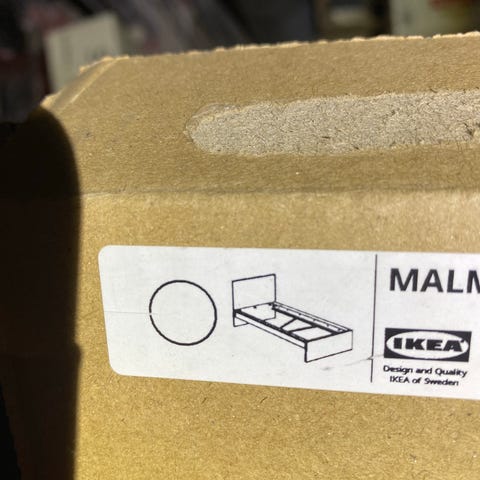 MALM
IKEA
Design and Quality
IKEA of Sweden